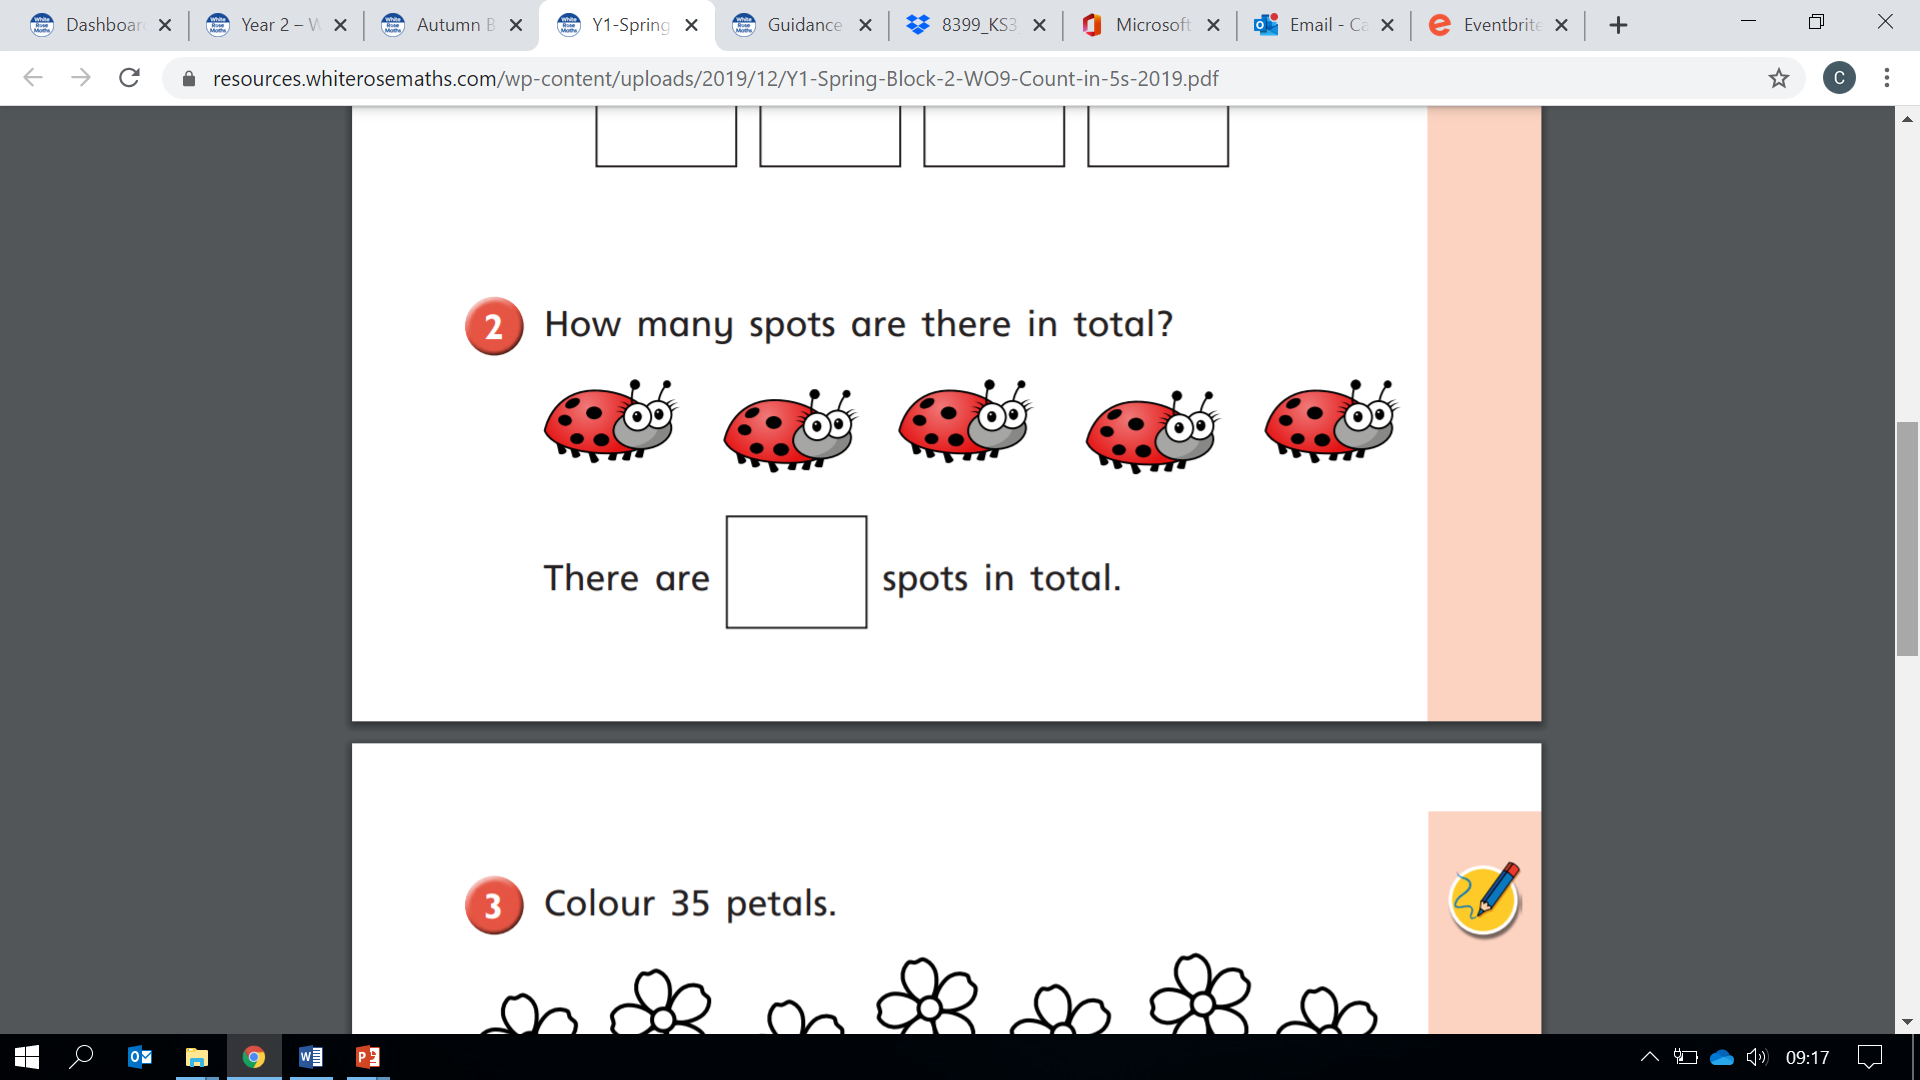 Dashboar
Year 2 – W
Autumn B
Y1-Spring
Guidance
8399_KS3
Microsoft
Email - Ca
Eventbrite
resources.whiterosemaths.com/wp-content/uploads/2019/12/Y1-Spring-Block-2-WO9-Count-in-5s-2019.pdf
C
2 How many spots are there in total?
There are spots in total.
3 Colour 35 petals.
09:17